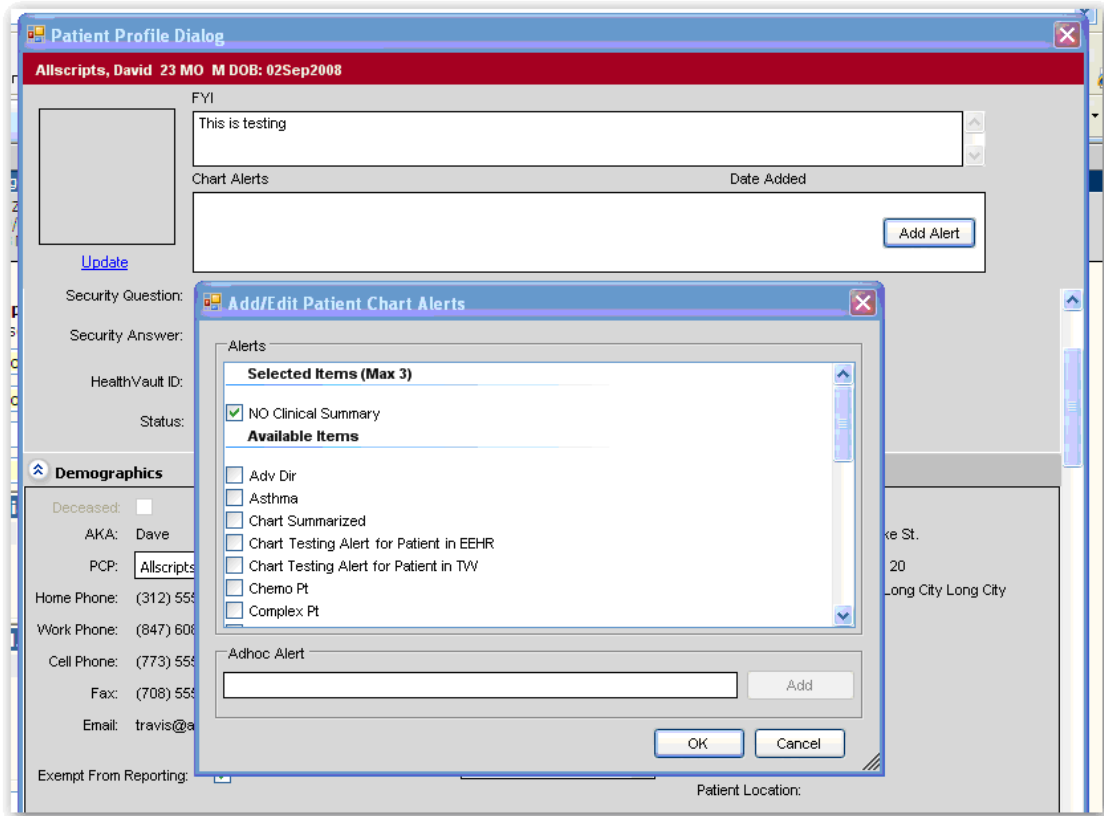 Patient Profile Dialog
Allscripts, David 23 MO M DOB: 02Sep2008
FYI
This is testing
Chart Alerts Date Added
Add Alert
Update
Security Question:
Security Answer:
HealthVault ID:
Status:
Add/Edit Patient Chart Alerts
Alerts
Selected Items (Max 3)
NO Clinical Summary
Available Items
Adv Dir
Asthma
Chart Summarized
Chart Testing Alert for Patient in EEHR
Chart Testing Alert for Patient in TW
Chemo Pt
Complex Pt
Adhoc Alert
Add
OK Cancel
Demographics
Deceased:
AKA: Dave
PCP: Allscripts
Home Phone: (312) 555
Work Phone: (847) 608
Cell Phone: (773) 555
Fax: (708) 555
Email: travis@a
Exempt From Reporting:
ke St.
20
Long City Long City
Patient Location: